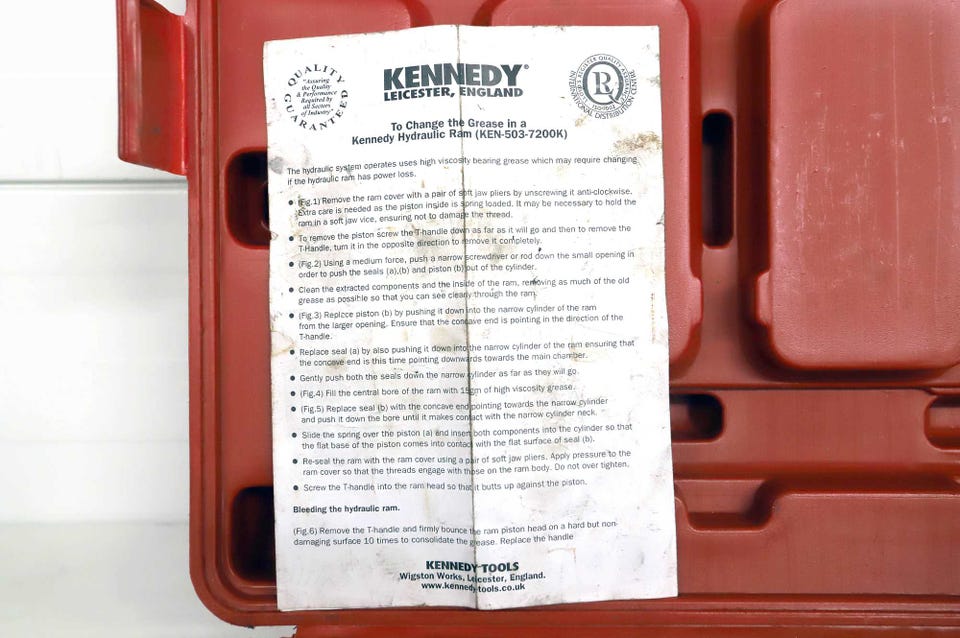 QUALITY GUARANTEED
"Assuring
the Quality
& Performance
Required by
all Sectors
of Industry"
KENNEDY®
LEICESTER, ENGLAND
RQ
INTERNATIONAL DISTRIBUTION CENTRE
To Change the Grease in a
Kennedy Hydraulic Ram (KEN-503-7200K)
The hydraulic system operates uses high viscosity bearing grease which may require changing
if the hydraulic ram has power loss.
● (Fig.1) Remove the ram cover with a pair of soft jaw pliers by unscrewing it anti-clockwise.
Extra care is needed as the piston inside is spring loaded. It may be necessary to hold the
ram in a soft jaw vice, ensuring not to damage the thread.
● To remove the piston screw the T-handle down as far as it will go and then to remove the
T-Handle, turn it in the opposite direction to remove it completely.
● (Fig.2) Using a medium force, push a narrow screwdriver or rod down the small opening in
order to push the seals (a),(b) and piston (b) out of the cylinder.
● Clean the extracted components and the inside of the ram, removing as much of the old
grease as possible so that you can see clearly through the ram.
● (Fig.3) Replace piston (b) by pushing it down into the narrow cylinder of the ram
from the larger opening. Ensure that the concave end is pointing in the direction of the
T-handle.
● Replace seal (a) by also pushing it down into the narrow cylinder of the ram ensuring that
the concave end is this time pointing downwards towards the main chamber.
● Gently push both the seals down the narrow cylinder as far as they will go.
● (Fig.4) Fill the central bore of the ram with 15gm of high viscosity grease.
● (Fig.5) Replace seal (b) with the concave end pointing towards the narrow cylinder
and push it down the bore until it makes contact with the narrow cylinder neck.
● Slide the spring over the piston (a) and insert both components into the cylinder so that
the flat base of the piston comes into contact with the flat surface of seal (b).
● Re-seal the ram with the ram cover using a pair of soft jaw pliers. Apply pressure to the
ram cover so that the threads engage with those on the ram body. Do not over tighten.
● Screw the T-handle into the ram head so that it butts up against the piston.
Bleeding the hydraulic ram.
(Fig.6) Remove the T-handle and firmly bounce the ram piston head on a hard but non-
damaging surface 10 times to consolidate the grease. Replace the handle
KENNEDY-TOOLS
Wigston Works, Leicester, England.
www.kennedy-tools.co.uk